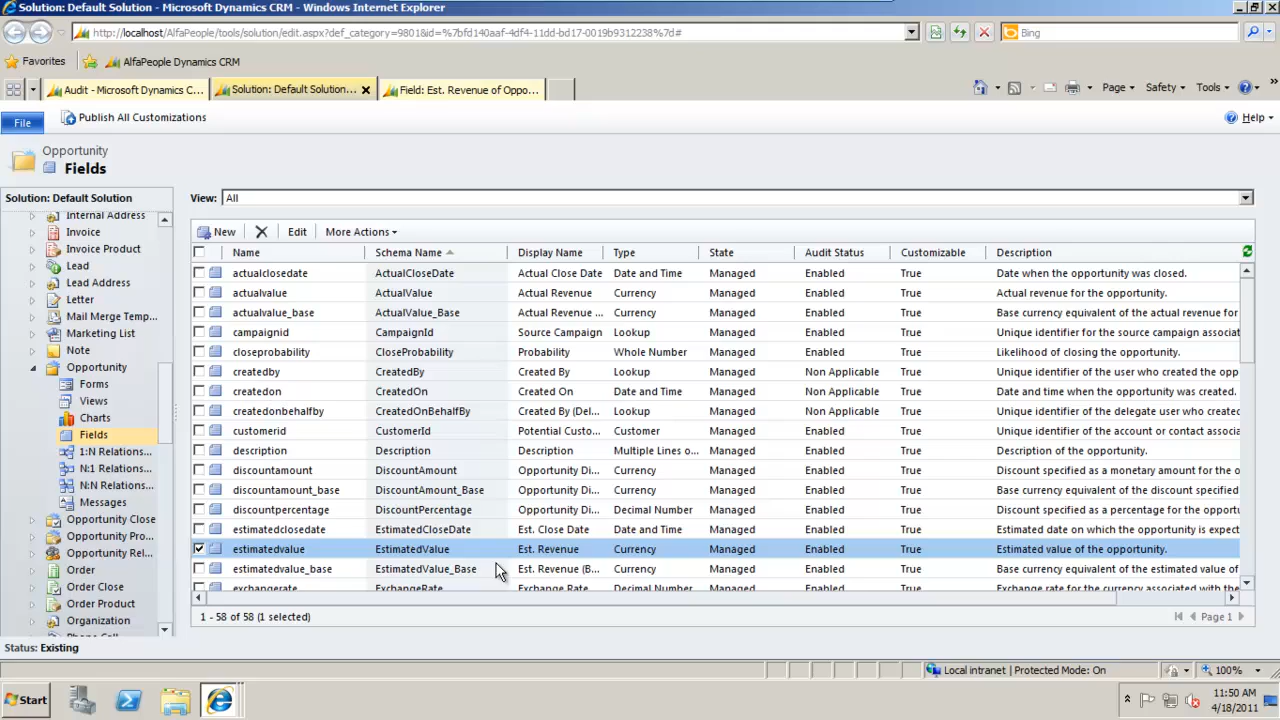 Solution: Default Solution - Microsoft Dynamics CRM - Windows Internet Explorer
http://localhost/AlfaPeople/tools/solution/edit.aspx?def_category=9801&id=%7bfd140aaf-4df4-11dd-bd17-0019b9312238%7d#
Bing
Favorites
AlfaPeople Dynamics CRM
Audit - Microsoft Dynamics C...
Solution: Default Solution...
Field: Est. Revenue of Oppo...
Page
Safety
Tools
File
Publish All Customizations
Help
Opportunity
Fields
Solution: Default Solution
View:
All
Internal Address
Invoice
Invoice Product
Lead
Lead Address
Letter
Mail Merge Temp...
Marketing List
Note
Opportunity
Forms
Views
Charts
Fields
1:N Relations...
N:1 Relations...
N:N Relations...
Messages
Opportunity Close
Opportunity Pro...
Opportunity Rel...
Order
Order Close
Order Product
Organization
Phone Call
New
Edit
More Actions
Name Schema Name Display Name Type State Audit Status Customizable Description
actualclosedate ActualCloseDate Actual Close Date Date and Time Managed Enabled True Date when the opportunity was closed.
actualvalue ActualValue Actual Revenue Currency Managed Enabled True Actual revenue for the opportunity.
actualvalue_base ActualValue_Base Actual Revenue ... Currency Managed Enabled True Base currency equivalent of the actual revenue for
campaignid CampaignId Source Campaign Lookup Managed Enabled True Unique identifier for the source campaign associat
closeprobability CloseProbability Probability Whole Number Managed Enabled True Likelihood of closing the opportunity.
createdby CreatedBy Created By Lookup Managed Non Applicable True Unique identifier of the user who created the opp
createdon CreatedOn Created On Date and Time Managed Non Applicable True Date and time when the opportunity was created.
createdonbehalfby CreatedOnBehalfBy Created By (Del... Lookup Managed Non Applicable True Unique identifier of the delegate user who created
customerid CustomerId Potential Custo... Customer Managed Enabled True Unique identifier of the account or contact associa
description Description Description Multiple Lines o... Managed Enabled True Description of the opportunity.
discountamount DiscountAmount Opportunity Di... Currency Managed Enabled True Discount specified as a monetary amount for the o
discountamount_base DiscountAmount_Base Opportunity Di... Currency Managed Enabled True Base currency equivalent of the discount specified
discountpercentage DiscountPercentage Opportunity Di... Decimal Number Managed Enabled True Discount specified as a percentage for the opport
estimatedclosedate EstimatedCloseDate Est. Close Date Date and Time Managed Enabled True Estimated date on which the opportunity is expect
estimatedvalue EstimatedValue Est. Revenue Currency Managed Enabled True Estimated value of the opportunity.
estimatedvalue_base EstimatedValue_Base Est. Revenue (B... Currency Managed Enabled True Base currency equivalent of the estimated value of
exchangerate ExchangeRate Exchange Rate Decimal Number Managed Enabled True Exchange rate for the currency associated with the
1 - 58 of 58 (1 selected)
Page 1
Status: Existing
Local intranet | Protected Mode: On
100%
Start
11:50 AM
4/18/2011